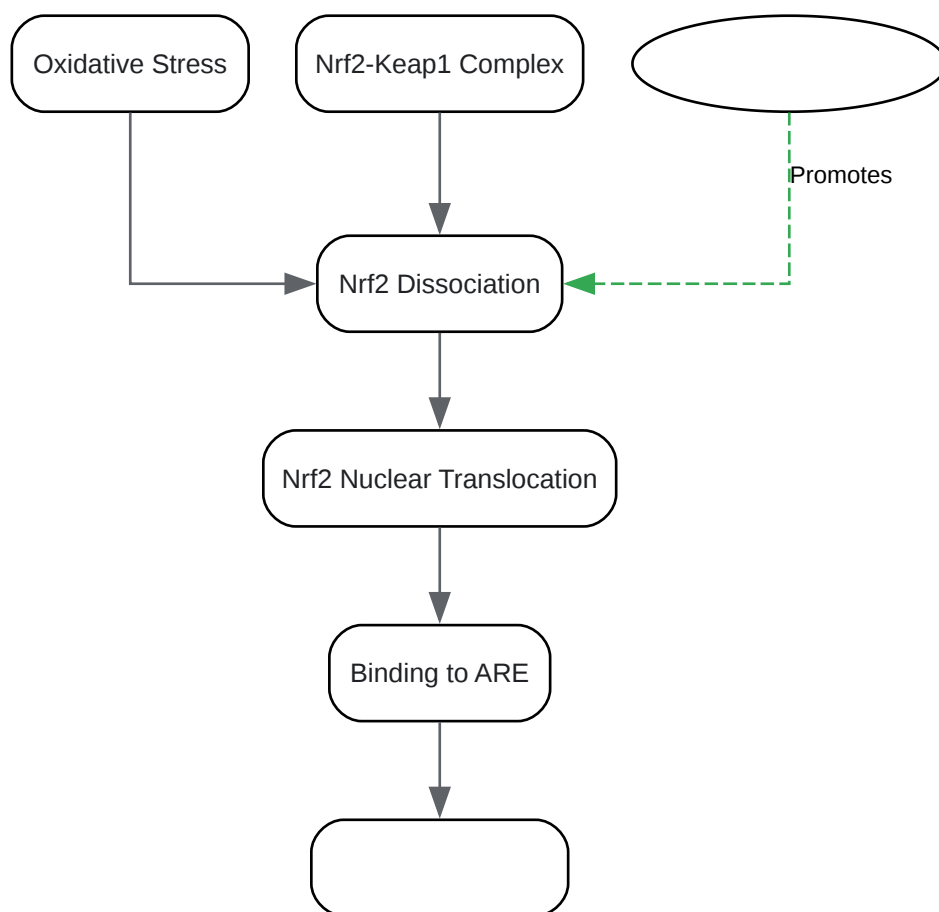 Oxidative Stress
Nrf2-Keap1 Complex
Promotes
Nrf2 Dissociation
Nrf2 Nuclear Translocation
Binding to ARE